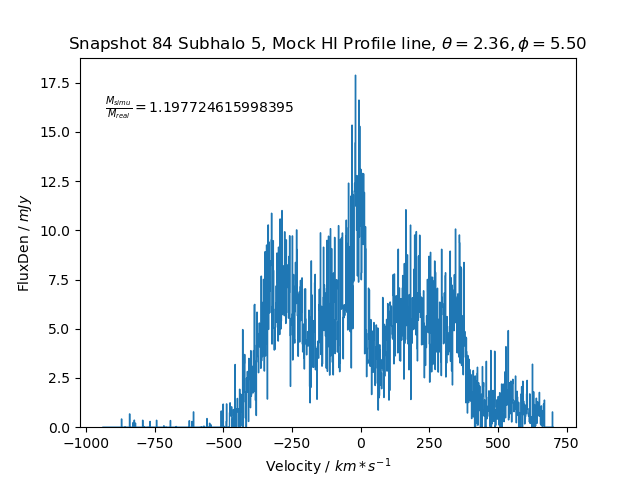 Snapshot 84 Subhalo 5, Mock HI Profile line, θ = 2.36, ϕ = 5.50
M_simu / M_real = 1.197724615998395
FluxDen / mJy
17.5
15.0
12.5
10.0
7.5
5.0
2.5
0.0
−1000 −750 −500 −250 0 250 500 750
Velocity / km * s⁻¹